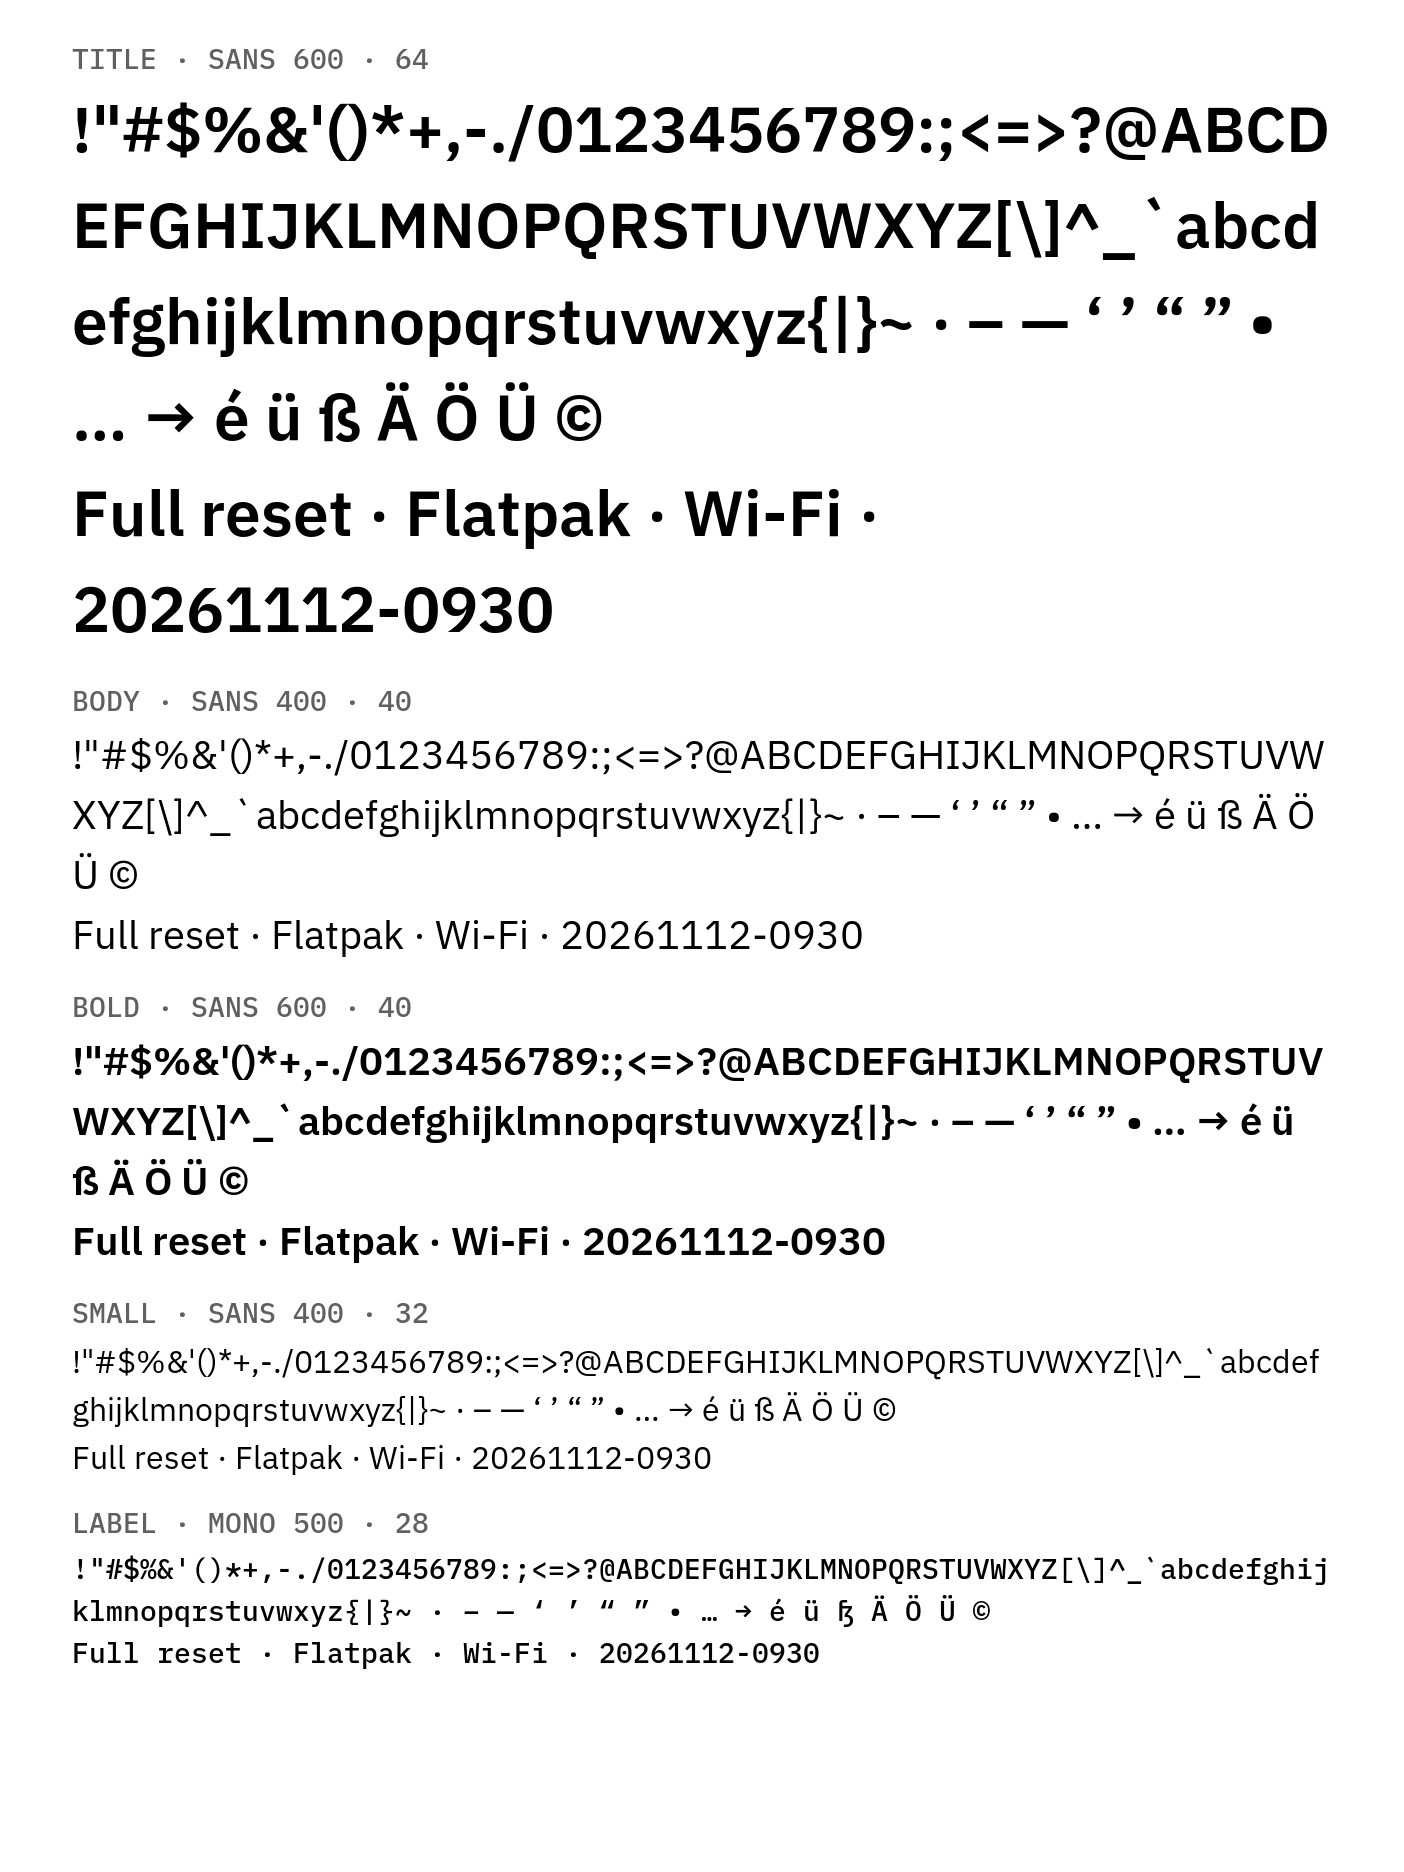 TITLE · SANS 600 · 64
!"#$%&'()*+,-./0123456789:;<=>?@ABCD
EFGHIJKLMNOPQRSTUVWXYZ[\]^_`abcd
efghijklmnopqrstuvwxyz{|}~ · – — ‘ ’ “ ” •
… → é ü ß Ä Ö Ü ©
Full reset · Flatpak · Wi-Fi ·
20261112-0930
BODY · SANS 400 · 40
!"#$%&'()*+,-./0123456789:;<=>?@ABCDEFGHIJKLMNOPQRSTUVW
XYZ[\]^_`abcdefghijklmnopqrstuvwxyz{|}~ · – — ‘ ’ “ ” • … → é ü ß Ä Ö
Ü ©
Full reset · Flatpak · Wi-Fi · 20261112-0930
BOLD · SANS 600 · 40
!"#$%&'()*+,-./0123456789:;<=>?@ABCDEFGHIJKLMNOPQRSTUV
WXYZ[\]^_`abcdefghijklmnopqrstuvwxyz{|}~ · – — ‘ ’ “ ” • … → é ü
ß Ä Ö Ü ©
Full reset · Flatpak · Wi-Fi · 20261112-0930
SMALL · SANS 400 · 32
!"#$%&'()*+,-./0123456789:;<=>?@ABCDEFGHIJKLMNOPQRSTUVWXYZ[\]^_`abcdef
ghijklmnopqrstuvwxyz{|}~ · – — ‘ ’ “ ” • … → é ü ß Ä Ö Ü ©
Full reset · Flatpak · Wi-Fi · 20261112-0930
LABEL · MONO 500 · 28
!"#$%&'()*+,-./0123456789:;<=>?@ABCDEFGHIJKLMNOPQRSTUVWXYZ[\]^_`abcdefghij
klmnopqrstuvwxyz{|}~ · – — ‘ ’ “ ” • … → é ü ß Ä Ö Ü ©
Full reset · Flatpak · Wi-Fi · 20261112-0930